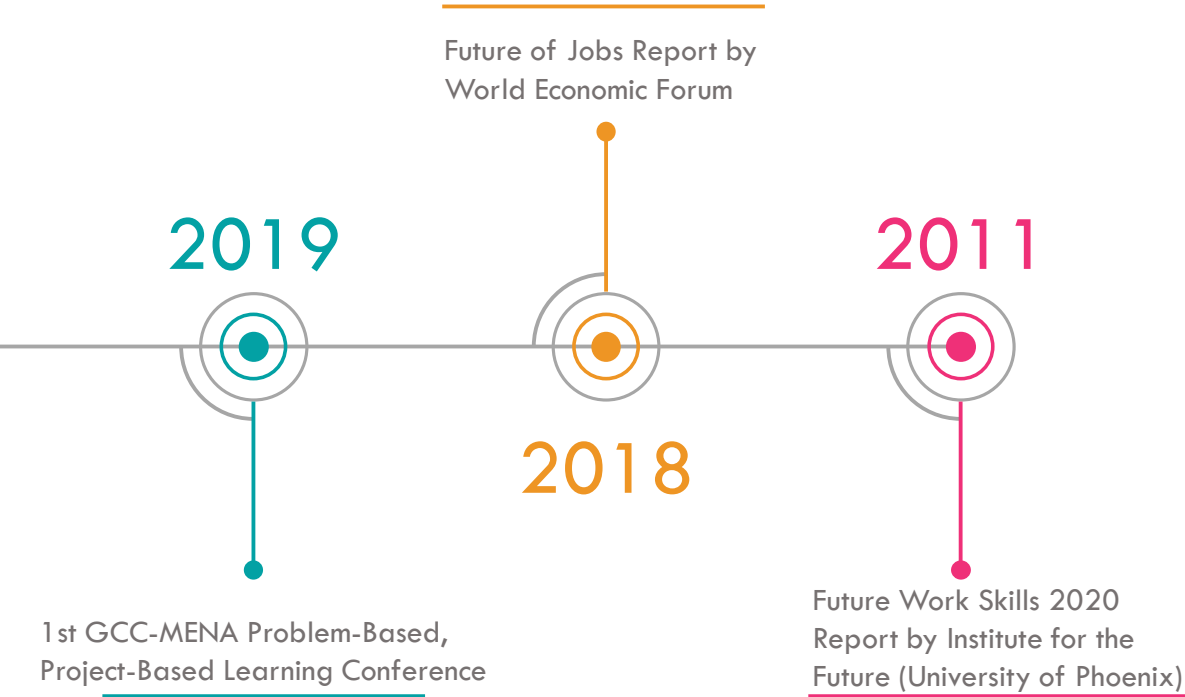 Future of Jobs Report by
World Economic Forum
2019
2011
2018
1st GCC-MENA Problem-Based,
Project-Based Learning Conference
Future Work Skills 2020
Report by Institute for the
Future (University of Phoenix)